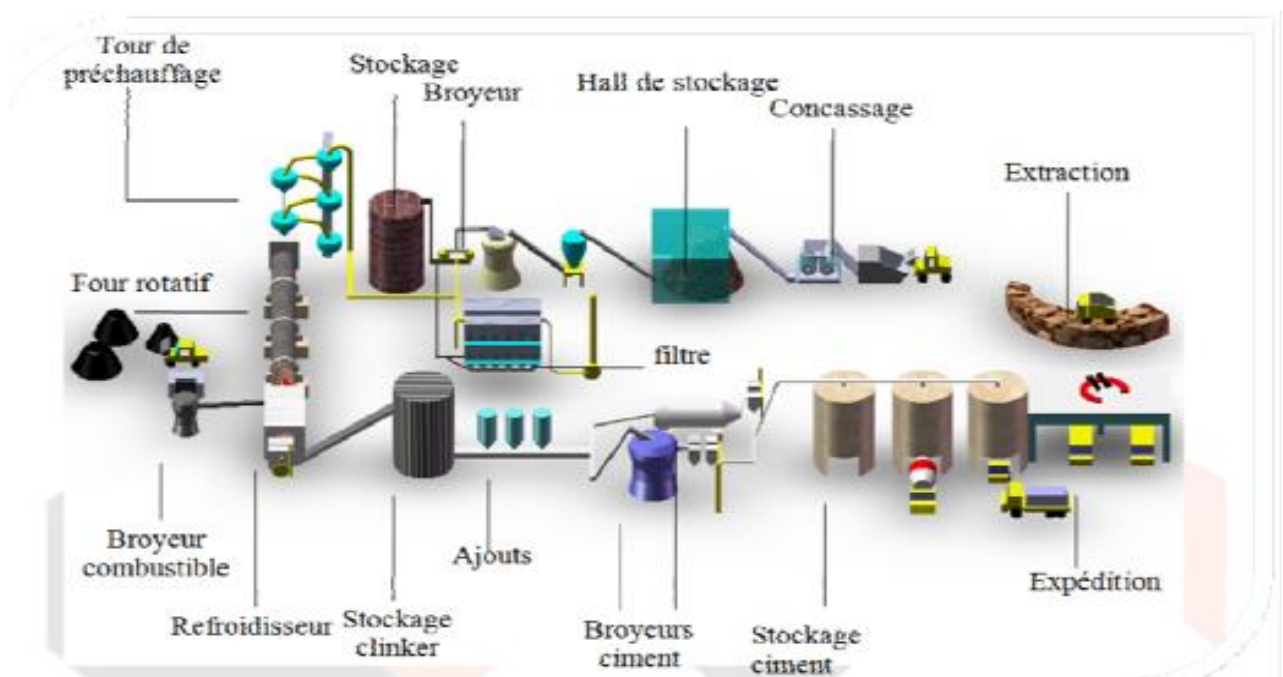 Tour de
préchauffage
Stockage
Broyeur
Hall de stockage
Concassage
Extraction
Four rotatif
filtre
Broyeur
combustible
Refroidisseur
Stockage
clinker
Ajouts
Broyeurs
ciment
Stockage
ciment
Expédition